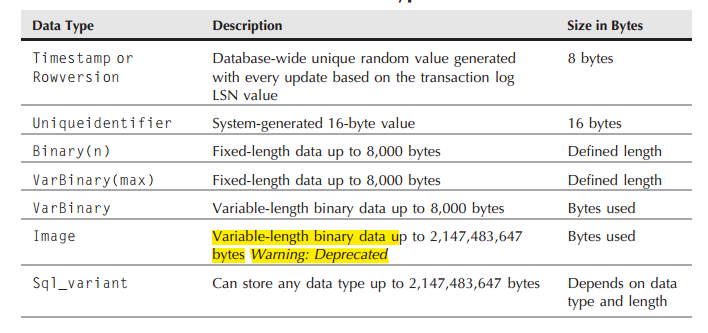 Data Type Description Size in Bytes
Timestamp or Database-wide unique random value generated 8 bytes
Rowversion with every update based on the transaction log
LSN value
Uniqueidentifier System-generated 16-byte value 16 bytes
Binary(n) Fixed-length data up to 8,000 bytes Defined length
VarBinary(max) Fixed-length data up to 8,000 bytes Defined length
VarBinary Variable-length binary data up to 8,000 bytes Bytes used
Image Variable-length binary data up to 2,147,483,647 Bytes used
bytes Warning: Deprecated
Sql_variant Can store any data type up to 2,147,483,647 bytes Depends on data
type and length